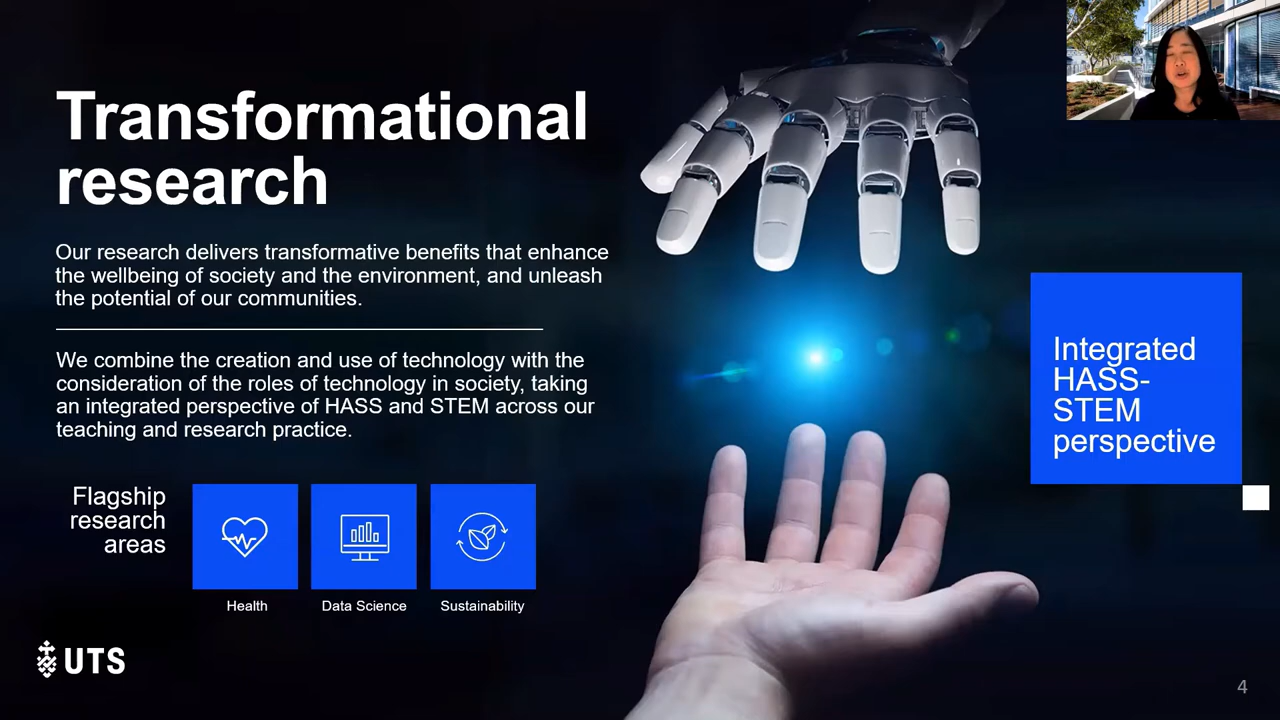 Transformational
research
Our research delivers transformative benefits that enhance
the wellbeing of society and the environment, and unleash
the potential of our communities.
We combine the creation and use of technology with the
consideration of the roles of technology in society, taking
an integrated perspective of HASS and STEM across our
teaching and research practice.
Flagship
research
areas
Health
Data Science
Sustainability
Integrated
HASS-
STEM
perspective
UTS
4